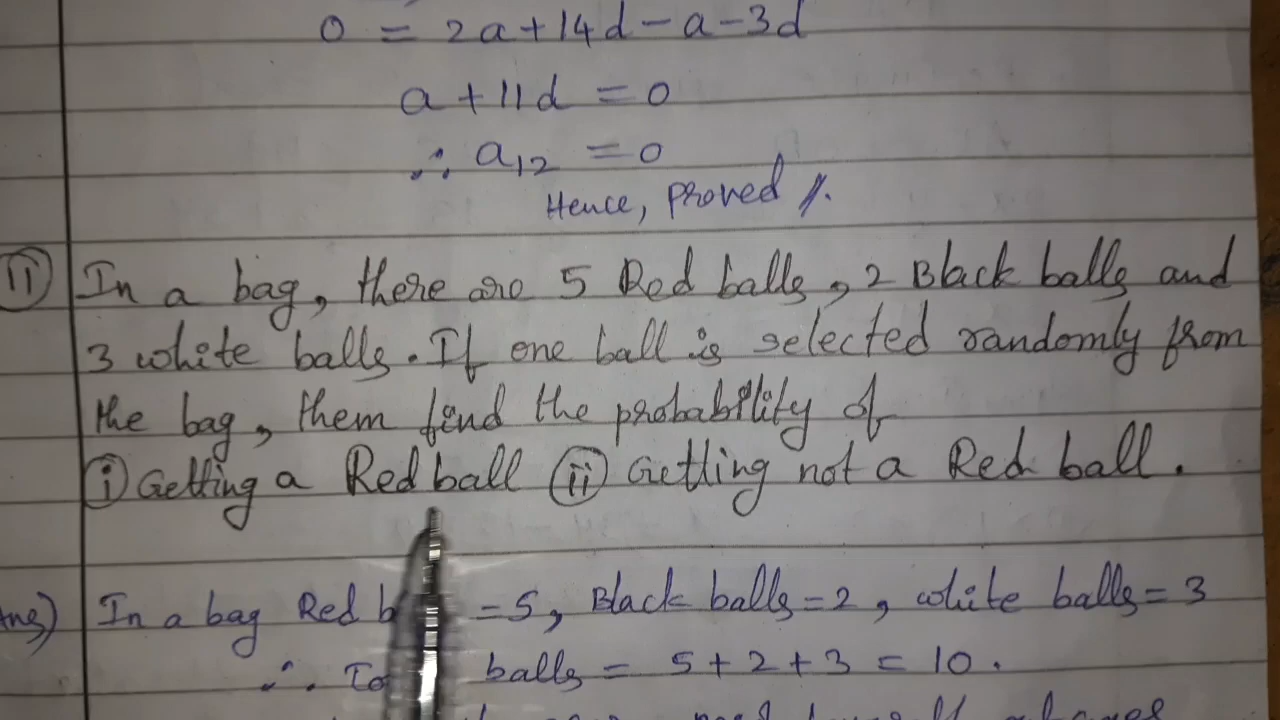 0 = 2a+14d-a-3d
a+11d = 0
∴ a12 = 0
Hence, proved
ii In a bag, there are 5 Red balls, 2 Black balls and
3 white balls. If one ball is selected randomly from
the bag, them find the probability of
i Getting a Red ball ii Getting not a Red ball.
Ans) In a bag Red b = 5, Black balls = 2, white balls = 3
∴ balls = 5+2+3 = 10.